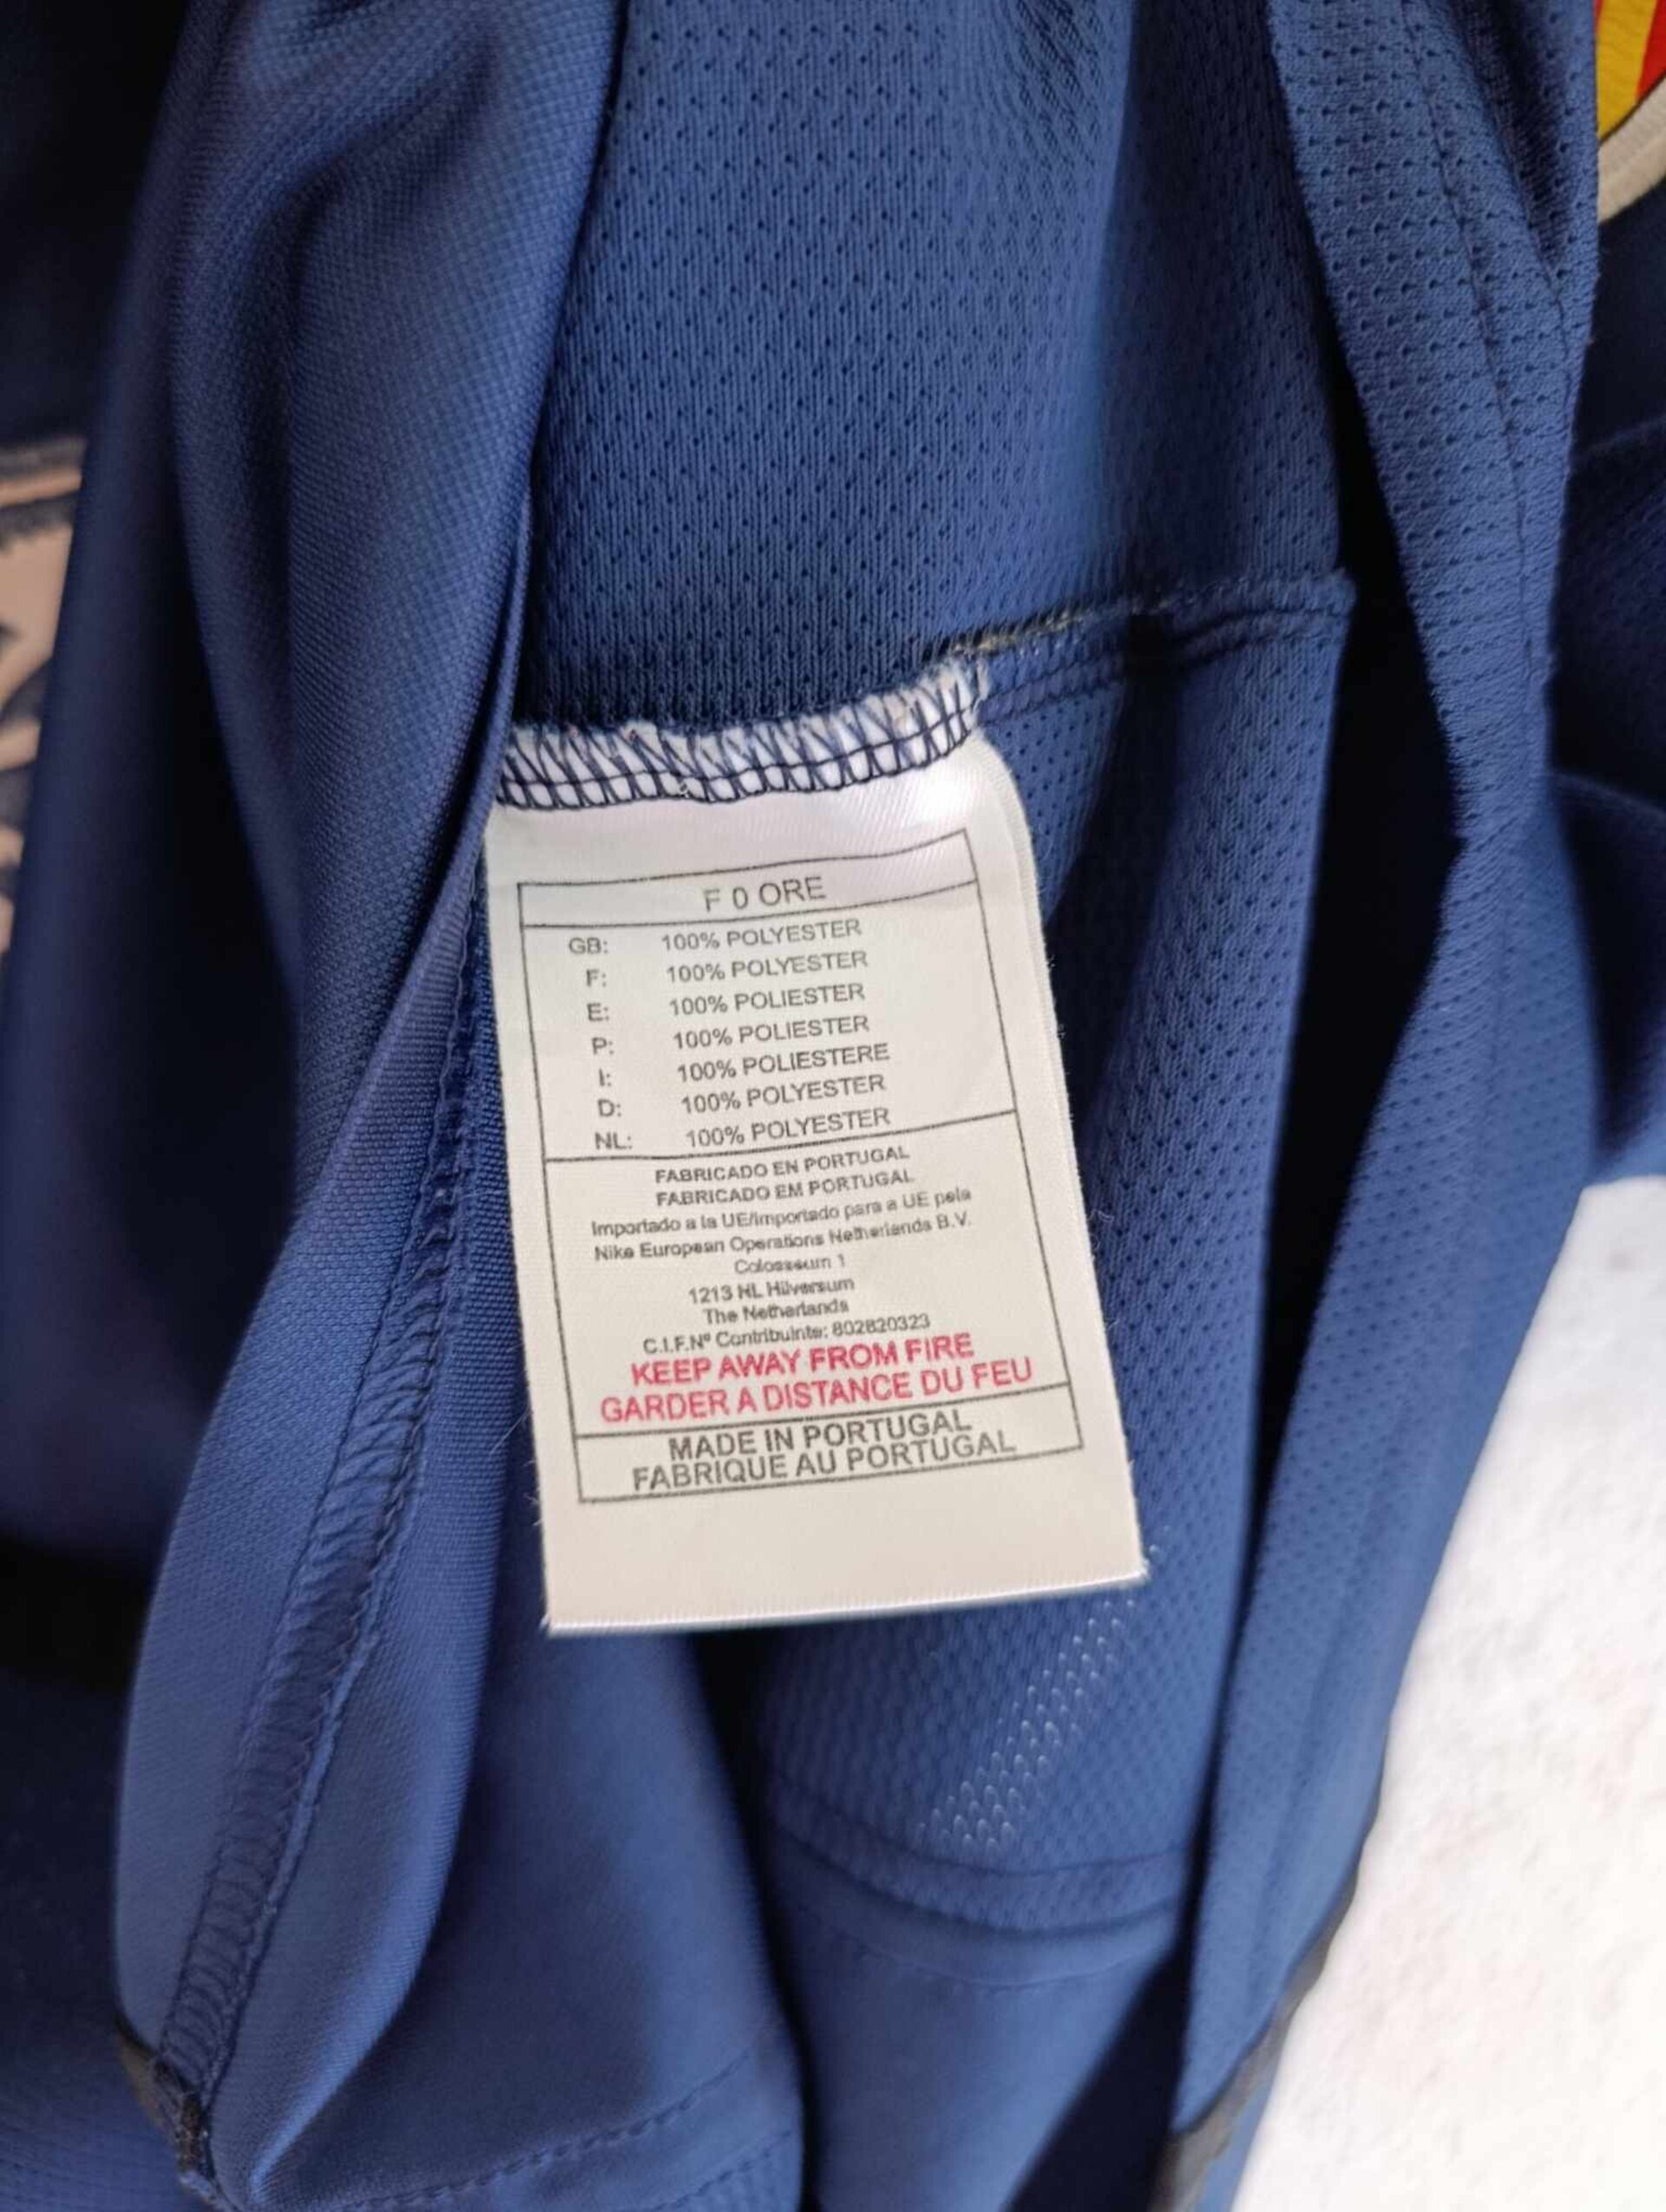 F 0 ORE
GB: 100% POLYESTER
F: 100% POLYESTER
E: 100% POLIESTER
P: 100% POLIESTER
I: 100% POLIESTERE
D: 100% POLYESTER
NL: 100% POLYESTER
FABRICADO EN PORTUGAL
FABRICADO EM PORTUGAL
Importado a la UE/Importado para a UE pela
Nike European Operations Netherlands B.V.
Colosseum 1
1213 NL Hilversum
The Netherlands
C.I.F.Nº Contribuinte: 802820323
KEEP AWAY FROM FIRE
GARDER A DISTANCE DU FEU
MADE IN PORTUGAL
FABRIQUE AU PORTUGAL